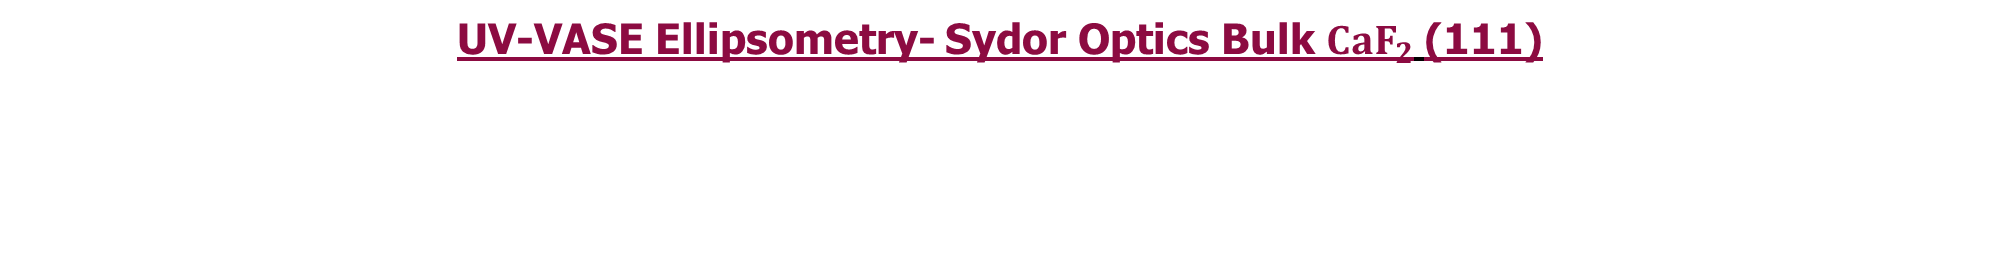 UV-VASE Ellipsometry- Sydor Optics Bulk CaF₂ (111)